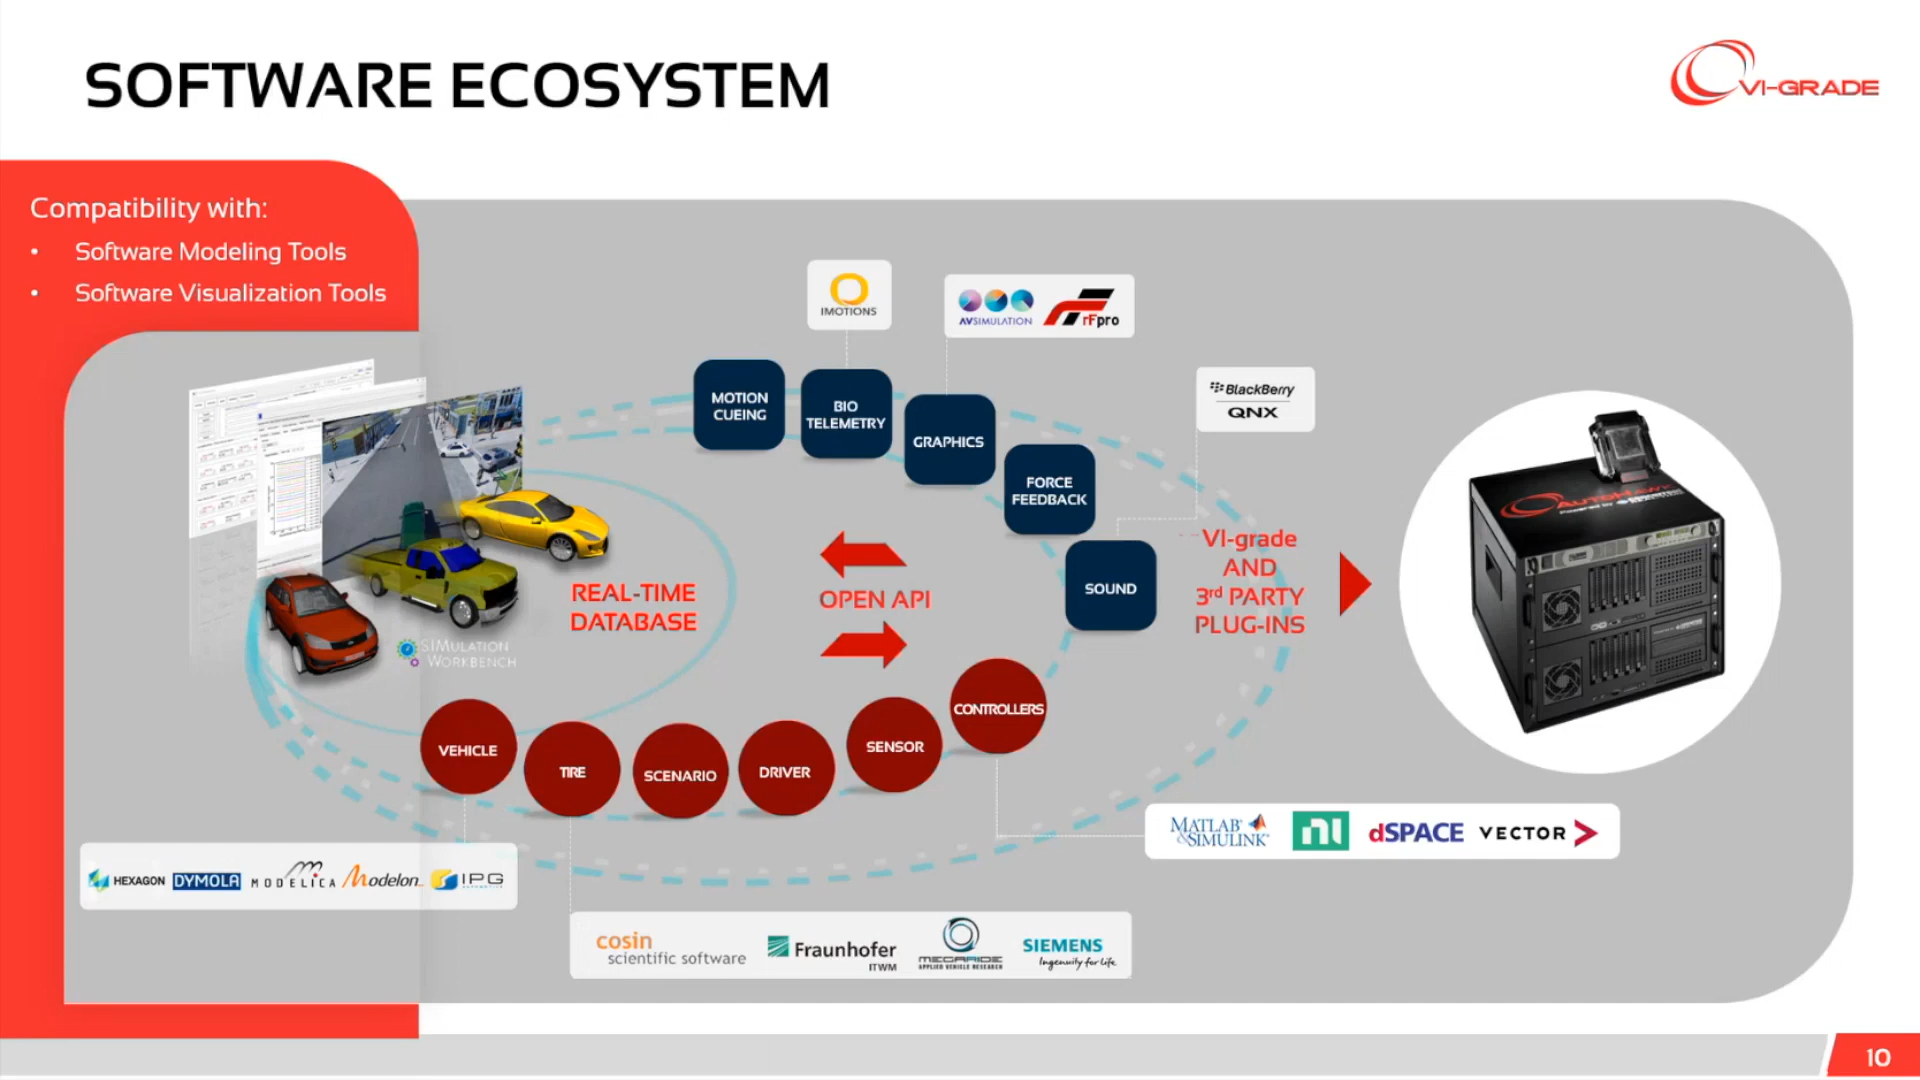 SOFTWARE ECOSYSTEM
VI-GRADE
Compatibility with:
• Software Modeling Tools
• Software Visualization Tools
IMOTIONS
AVSIMULATION
rFpro
MOTION
CUEING
BIO
TELEMETRY
GRAPHICS
FORCE
FEEDBACK
SOUND
BlackBerry
QNX
REAL-TIME
DATABASE
OPEN API
VI-grade
AND
3rd PARTY
PLUG-INS
SIMULATION
WORKBENCH
AUTOHAWK
VEHICLE
TIRE
SCENARIO
DRIVER
SENSOR
CONTROLLERS
HEXAGON
DYMOLA
MODELICA
Modelon
IPG
AUTOMOTIVE
cosin
scientific software
Fraunhofer
ITWM
MEGARIDE
APPLIED VEHICLE RESEARCH
SIEMENS
Ingenuity for life
MATLAB
&SIMULINK
ni
dSPACE
VECTOR
10